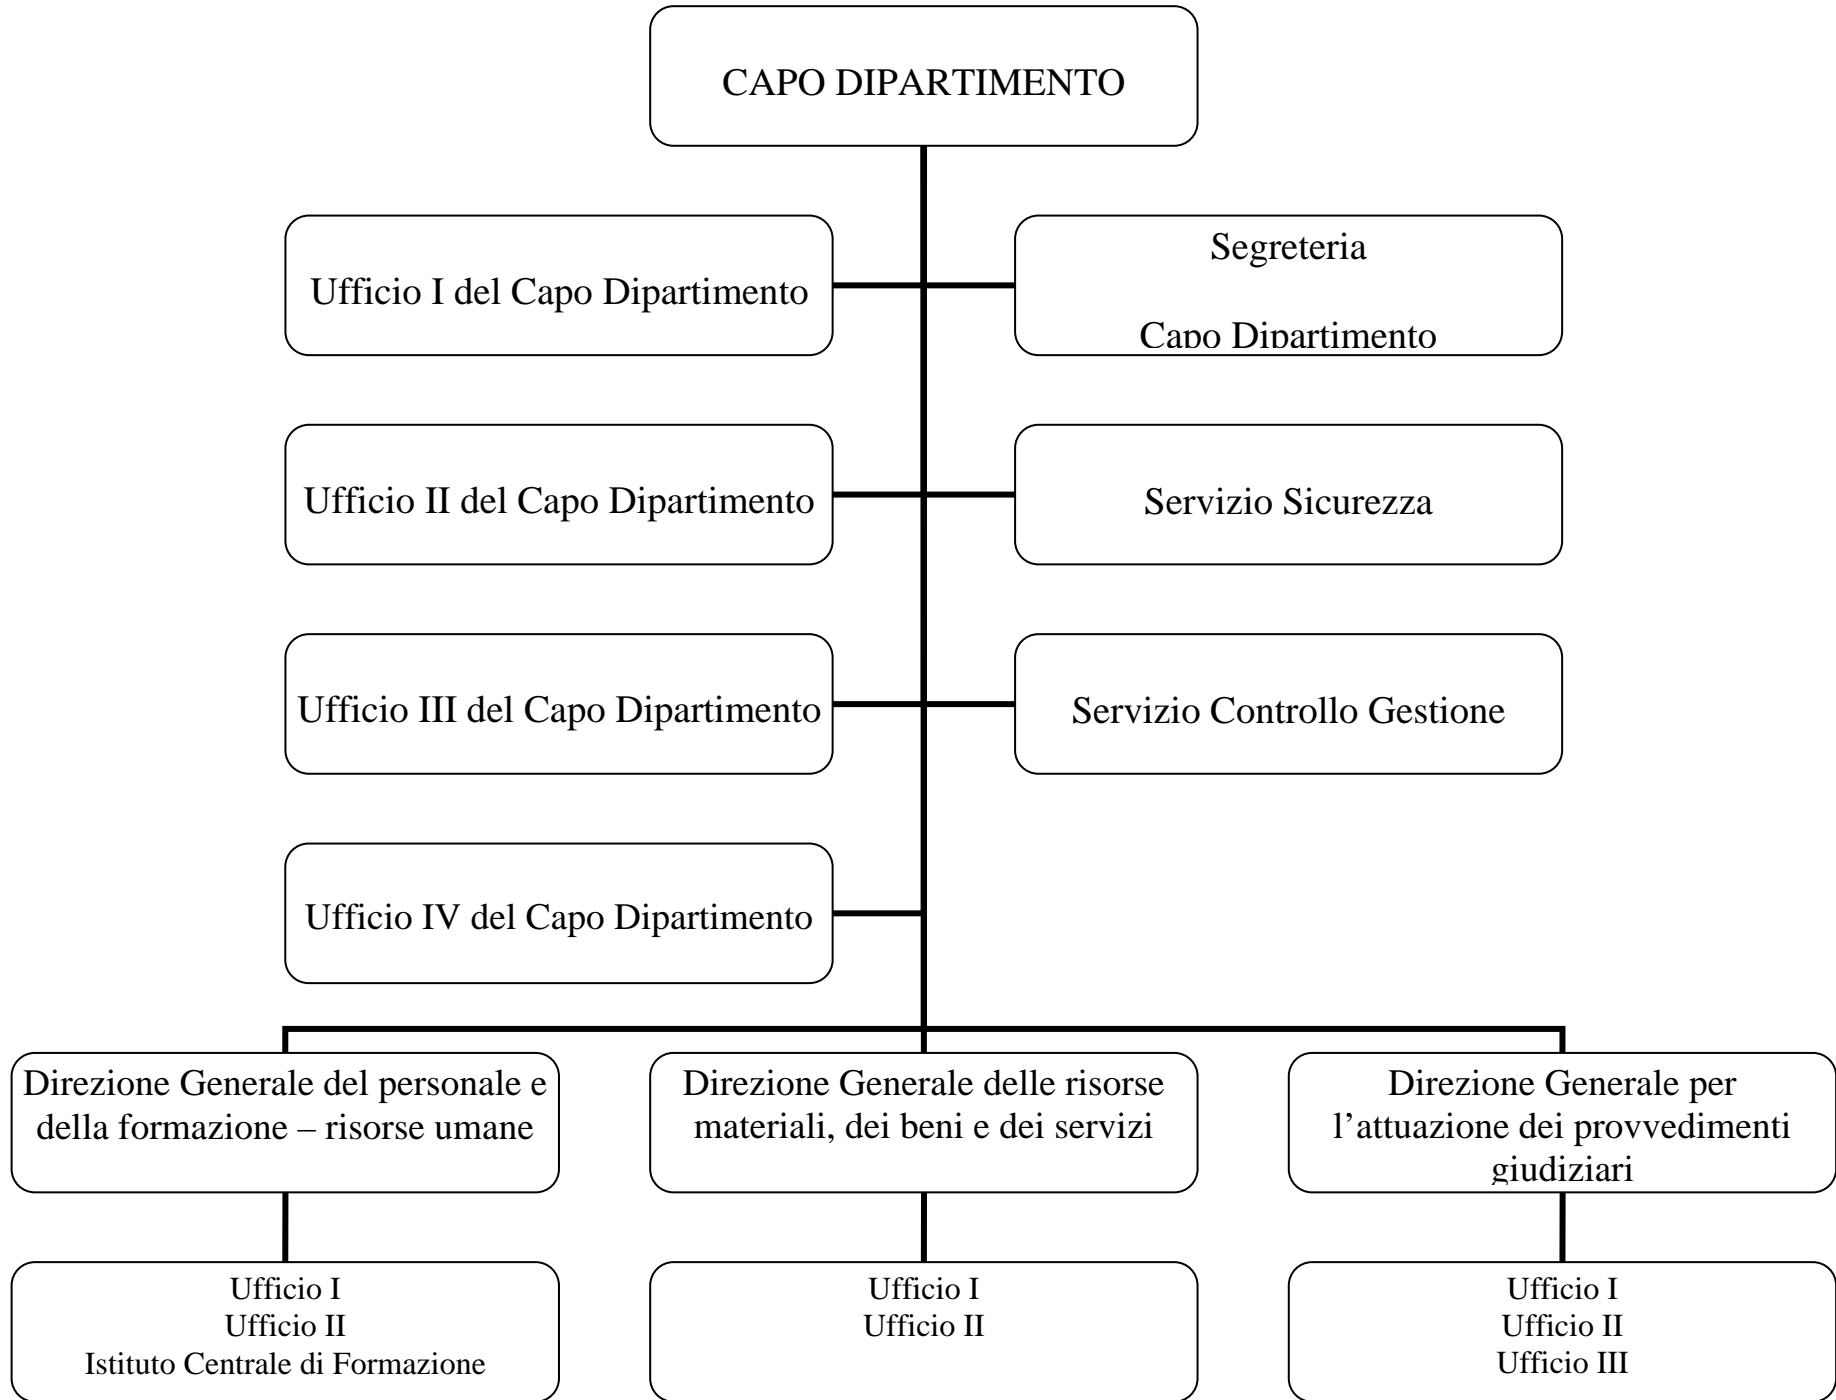 CAPO DIPARTIMENTO
Ufficio I del Capo Dipartimento
Segreteria
Capo Dipartimento
Ufficio II del Capo Dipartimento
Servizio Sicurezza
Ufficio III del Capo Dipartimento
Servizio Controllo Gestione
Ufficio IV del Capo Dipartimento
Direzione Generale del personale e
della formazione – risorse umane
Direzione Generale delle risorse
materiali, dei beni e dei servizi
Direzione Generale per
l’attuazione dei provvedimenti
giudiziari
Ufficio I
Ufficio II
Istituto Centrale di Formazione
Ufficio I
Ufficio II
Ufficio I
Ufficio II
Ufficio III